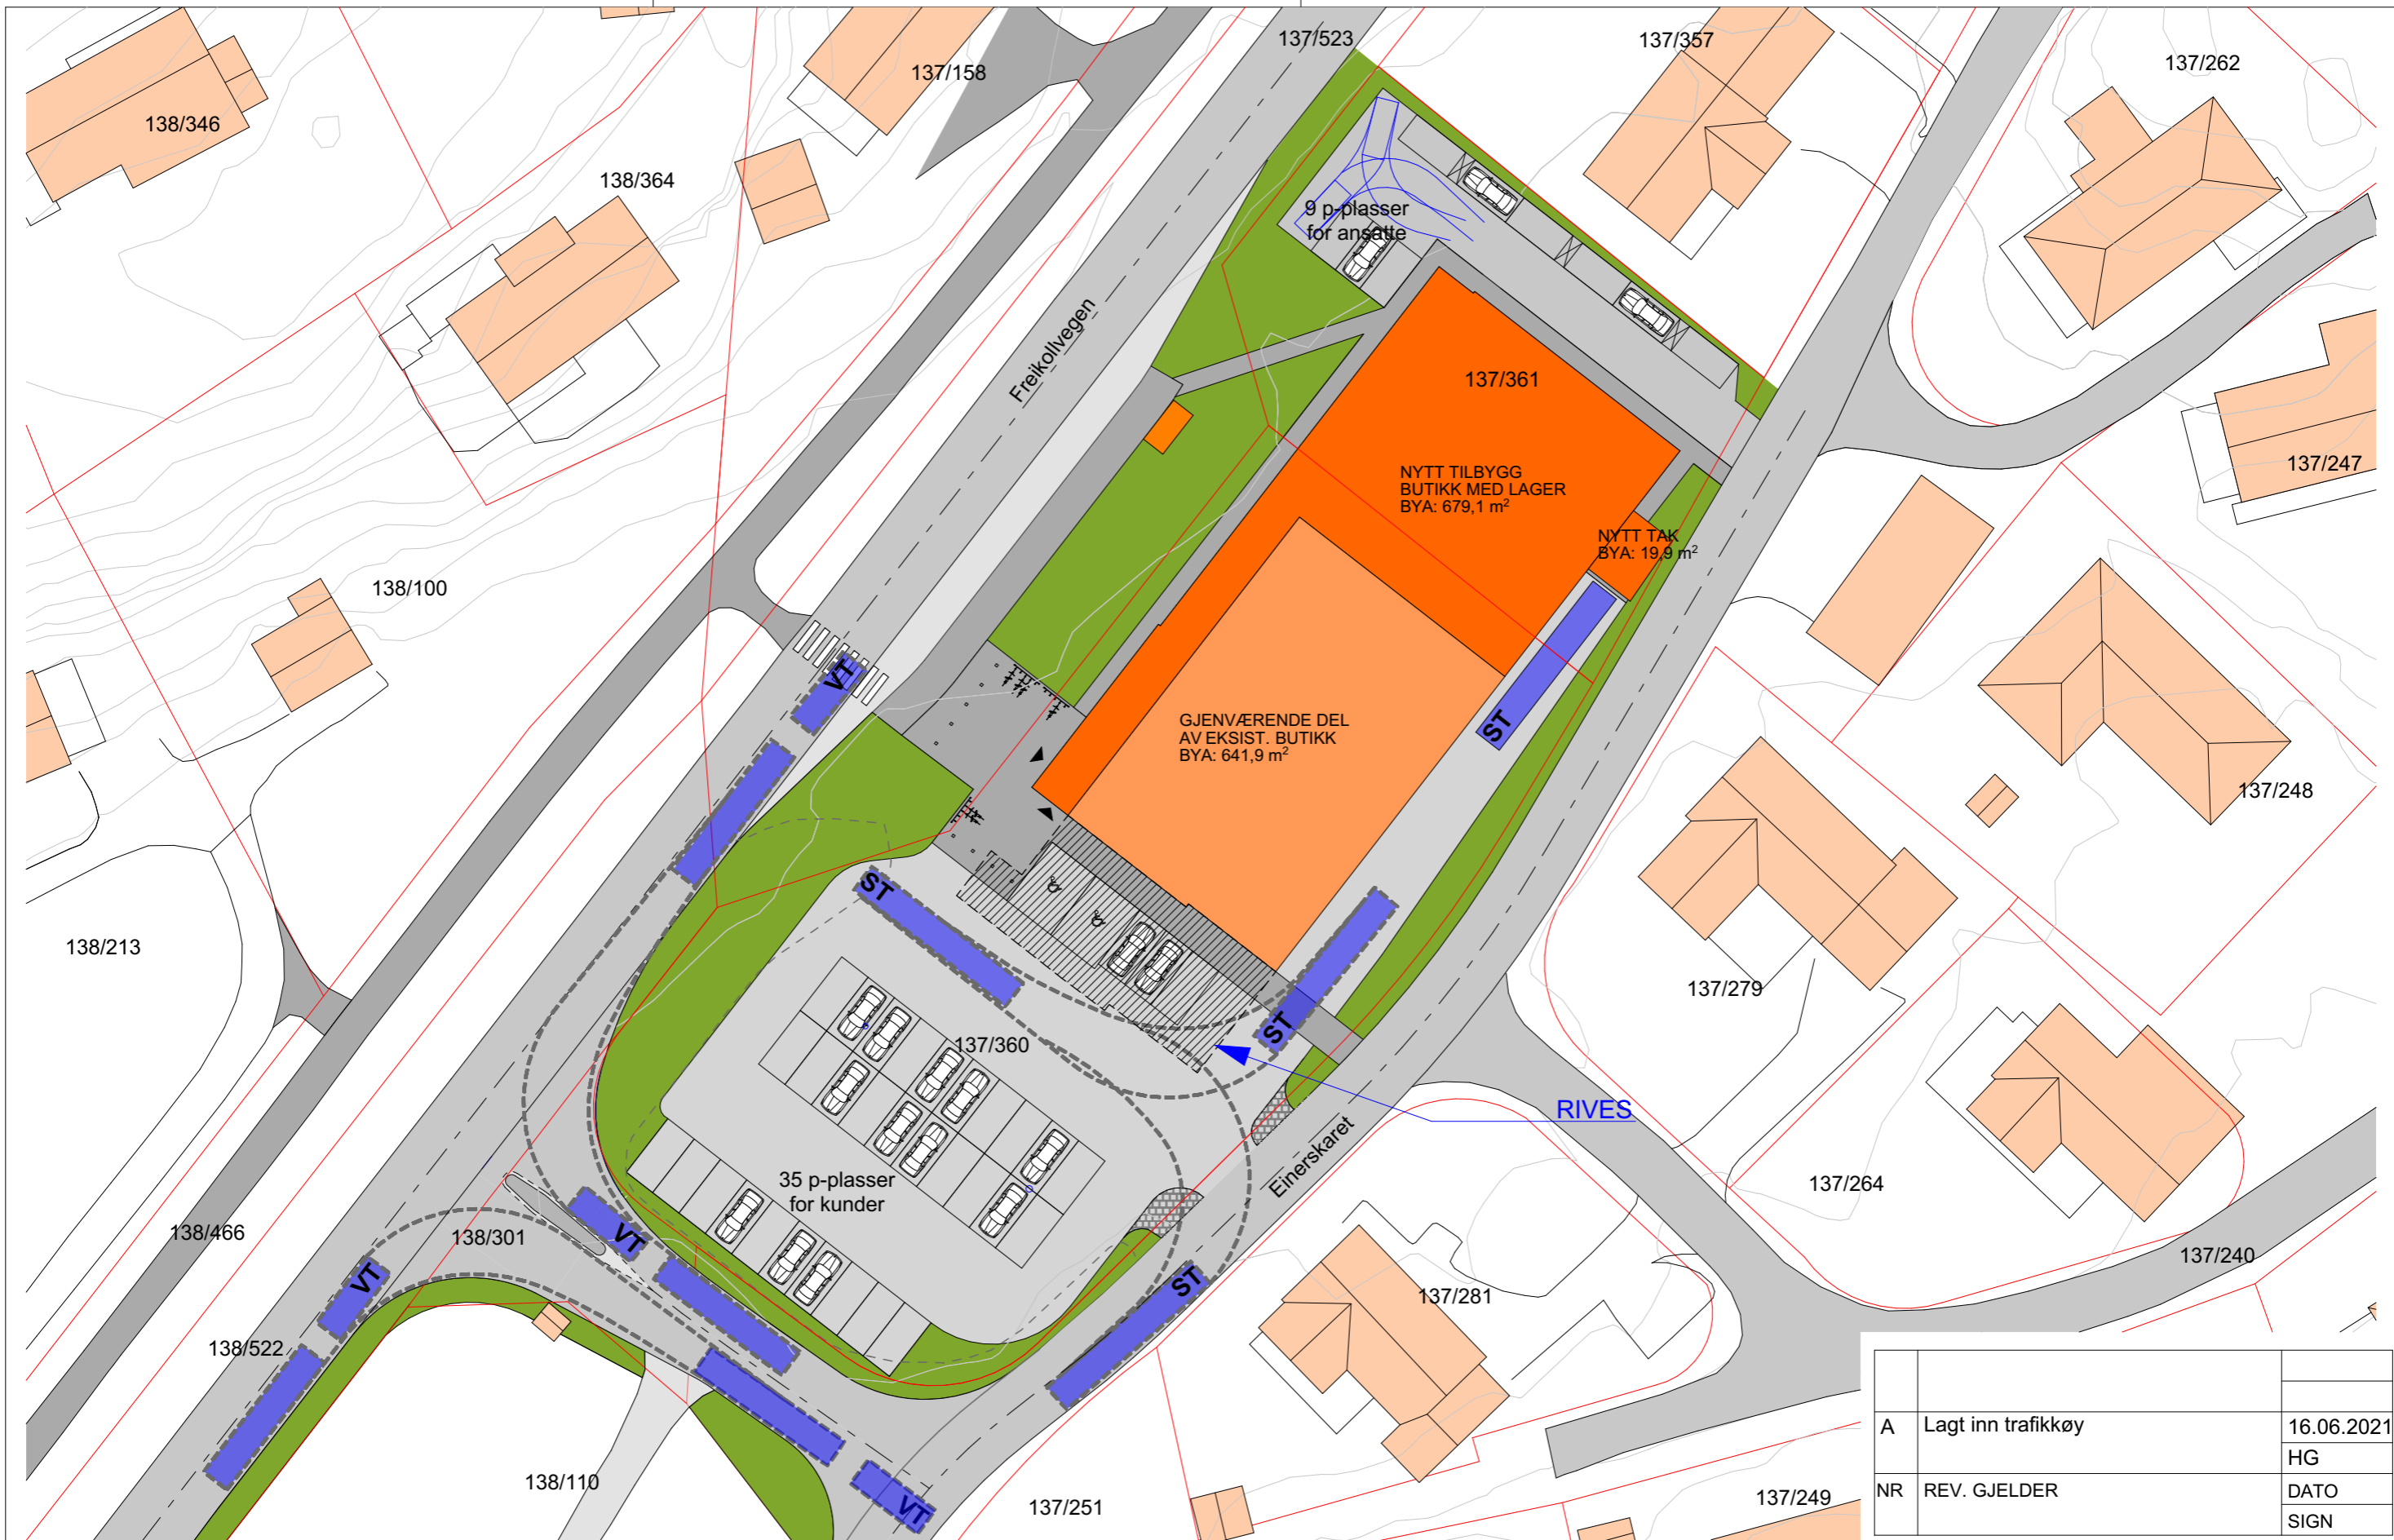 137/523
137/357
137/262
137/158
138/346
138/364
9 p-plasser
for ansatte
Freikollvegen
137/361
137/247
NYTT TILBYGG
BUTIKK MED LAGER
BYA: 679,1 m²
NYTT TAK
BYA: 19,9 m²
138/100
VT
GJENVÆRENDE DEL
AV EKSIST. BUTIKK
BYA: 641,9 m²
ST
137/248
ST
138/213
137/279
ST
137/360
RIVES
Einerskaret
35 p-plasser
for kunder
137/264
138/466
138/301
VT
137/240
VT
ST
137/281
138/522
138/110
VT
137/251
137/249
A Lagt inn trafikkøy 16.06.2021
HG
NR REV. GJELDER DATO
SIGN